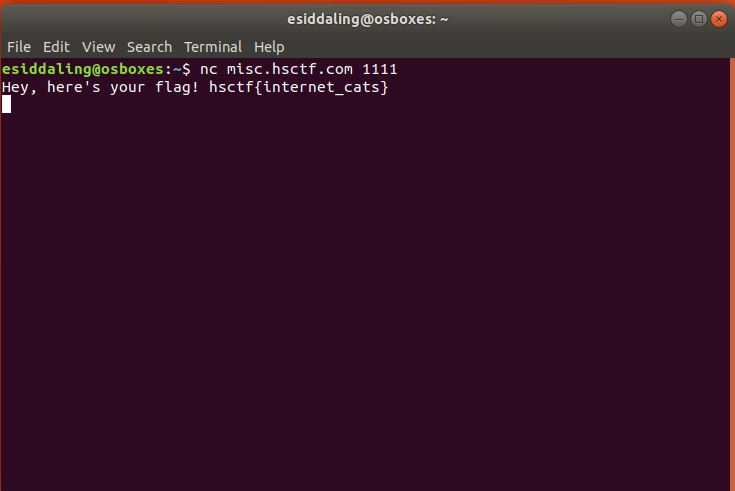 esiddaling@osboxes: ~
File Edit View Search Terminal Help
esiddaling@osboxes:~$ nc misc.hsctf.com 1111
Hey, here's your flag! hsctf{internet_cats}